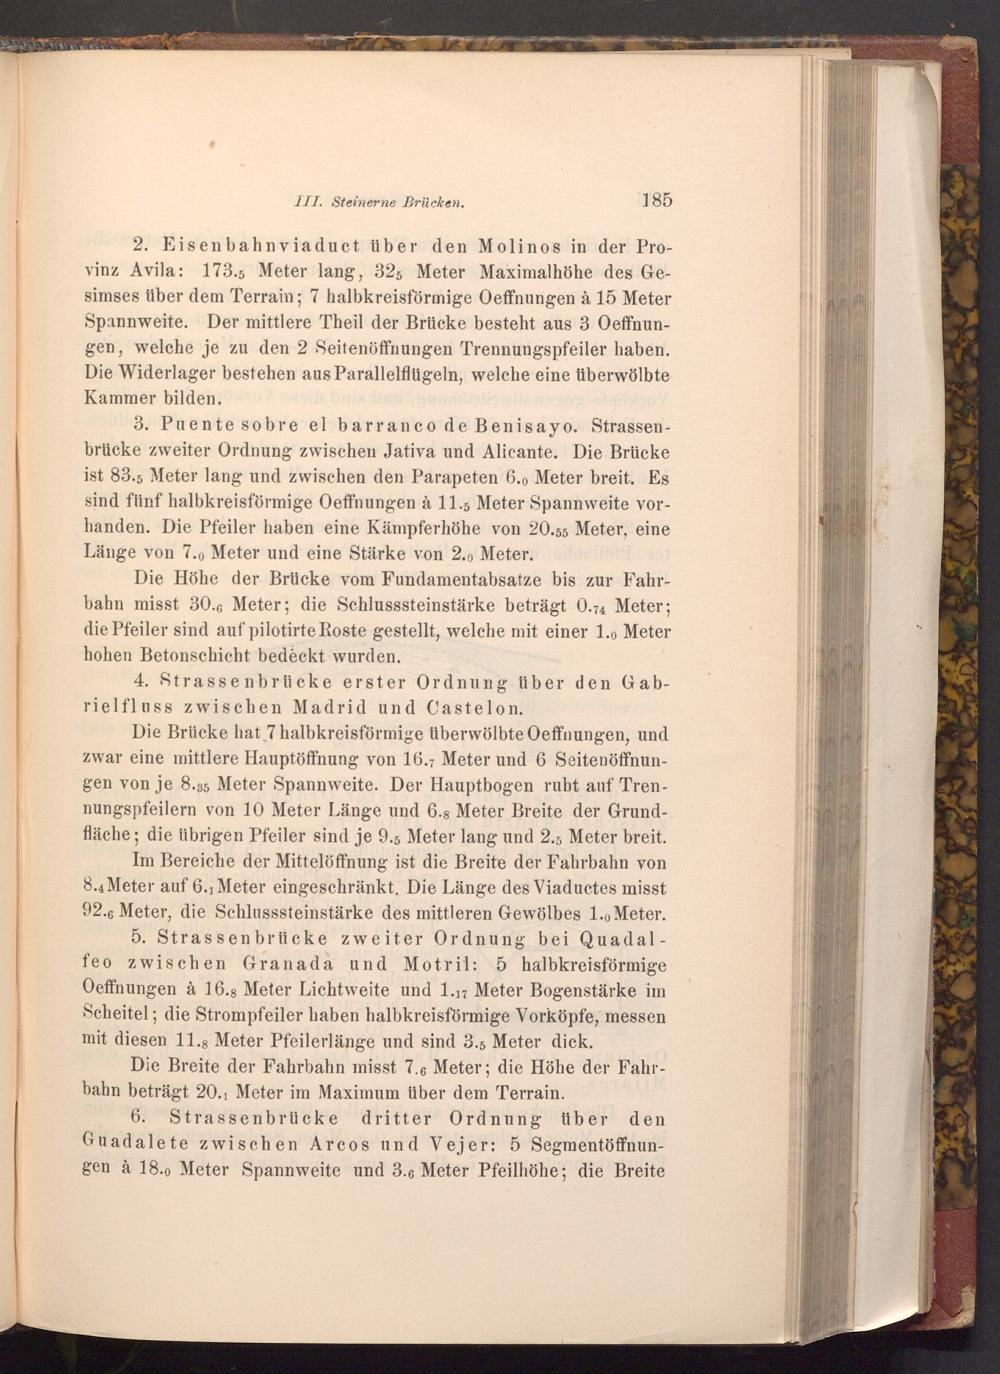 III. Steinerne Brücken. 185
2. Eisenbahnviaduct über den Molinos in der Pro-
vinz Avila: 173.5 Meter lang, 325 Meter Maximalhöhe des Ge-
simses über dem Terrain; 7 halbkreisförmige Oeffnungen à 15 Meter
Spannweite. Der mittlere Theil der Brücke besteht aus 3 Oeffnun-
gen, welche je zu den 2 Seitenöffnungen Trennungspfeiler haben.
Die Widerlager bestehen aus Parallelflügeln, welche eine überwölbte
Kammer bilden.
3. Puente sobre el barranco de Benisayo. Strassen-
brücke zweiter Ordnung zwischen Jativa und Alicante. Die Brücke
ist 83.5 Meter lang und zwischen den Parapeten 6.0 Meter breit. Es
sind fünf halbkreisförmige Oeffnungen à 11.5 Meter Spannweite vor-
handen. Die Pfeiler haben eine Kämpferhöhe von 20.55 Meter, eine
Länge von 7.0 Meter und eine Stärke von 2.0 Meter.
Die Höhe der Brücke vom Fundamentabsatze bis zur Fahr-
bahn misst 30.6 Meter; die Schlusssteinstärke beträgt 0.74 Meter;
die Pfeiler sind auf pilotirte Roste gestellt, welche mit einer 1.0 Meter
hohen Betonschicht bedeckt wurden.
4. Strassenbrücke erster Ordnung über den Gab-
rielfluss zwischen Madrid und Castelon.
Die Brücke hat 7 halbkreisförmige überwölbte Oeffnungen, und
zwar eine mittlere Hauptöffnung von 16.7 Meter und 6 Seitenöffnun-
gen von je 8.35 Meter Spannweite. Der Hauptbogen ruht auf Tren-
nungspfeilern von 10 Meter Länge und 6.8 Meter Breite der Grund-
fläche; die übrigen Pfeiler sind je 9.5 Meter lang und 2.5 Meter breit.
Im Bereiche der Mittelöffnung ist die Breite der Fahrbahn von
8.4 Meter auf 6.1 Meter eingeschränkt. Die Länge des Viaductes misst
92.6 Meter, die Schlusssteinstärke des mittleren Gewölbes 1.0 Meter.
5. Strassenbrücke zweiter Ordnung bei Quadal-
feo zwischen Granada und Motril: 5 halbkreisförmige
Oeffnungen à 16.8 Meter Lichtweite und 1.17 Meter Bogenstärke im
Scheitel; die Strompfeiler haben halbkreisförmige Vorköpfe, messen
mit diesen 11.8 Meter Pfeilerlänge und sind 3.5 Meter dick.
Die Breite der Fahrbahn misst 7.6 Meter; die Höhe der Fahr-
bahn beträgt 20.1 Meter im Maximum über dem Terrain.
6. Strassenbrücke dritter Ordnung über den
Guadalete zwischen Arcos und Vejer: 5 Segmentöffnun-
gen à 18.0 Meter Spannweite und 3.6 Meter Pfeilhöhe; die Breite